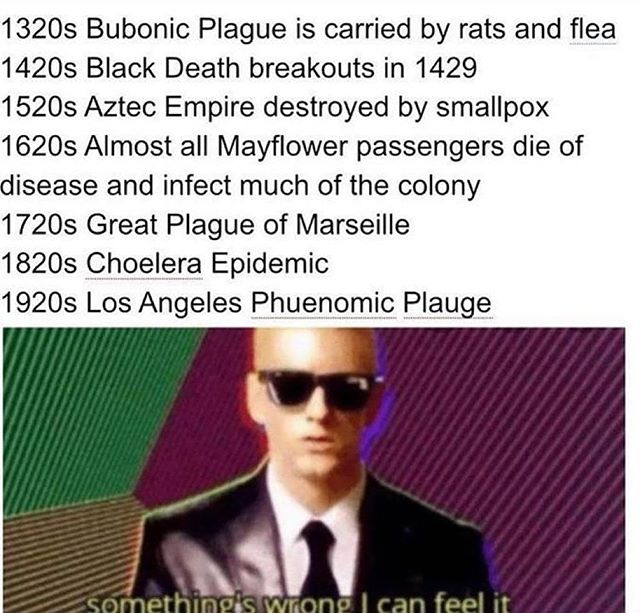 1320s Bubonic Plague is carried by rats and flea
1420s Black Death breakouts in 1429
1520s Aztec Empire destroyed by smallpox
1620s Almost all Mayflower passengers die of
disease and infect much of the colony
1720s Great Plague of Marseille
1820s Choelera Epidemic
1920s Los Angeles Phuenomic Plauge
something's wrong I can feel it